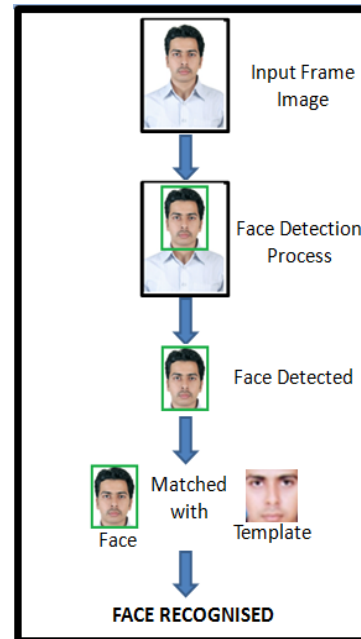 Input Frame
Image
Face Detection
Process
Face Detected
Matched
with
Face
Template
FACE RECOGNISED